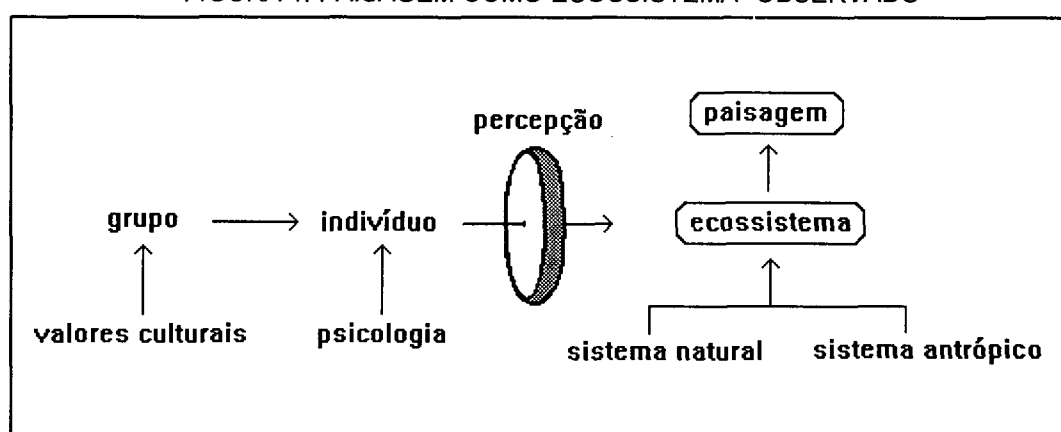 percepção
paisagem
grupo
indivíduo
ecossistema
valores culturais
psicologia
sistema natural
sistema antrópico